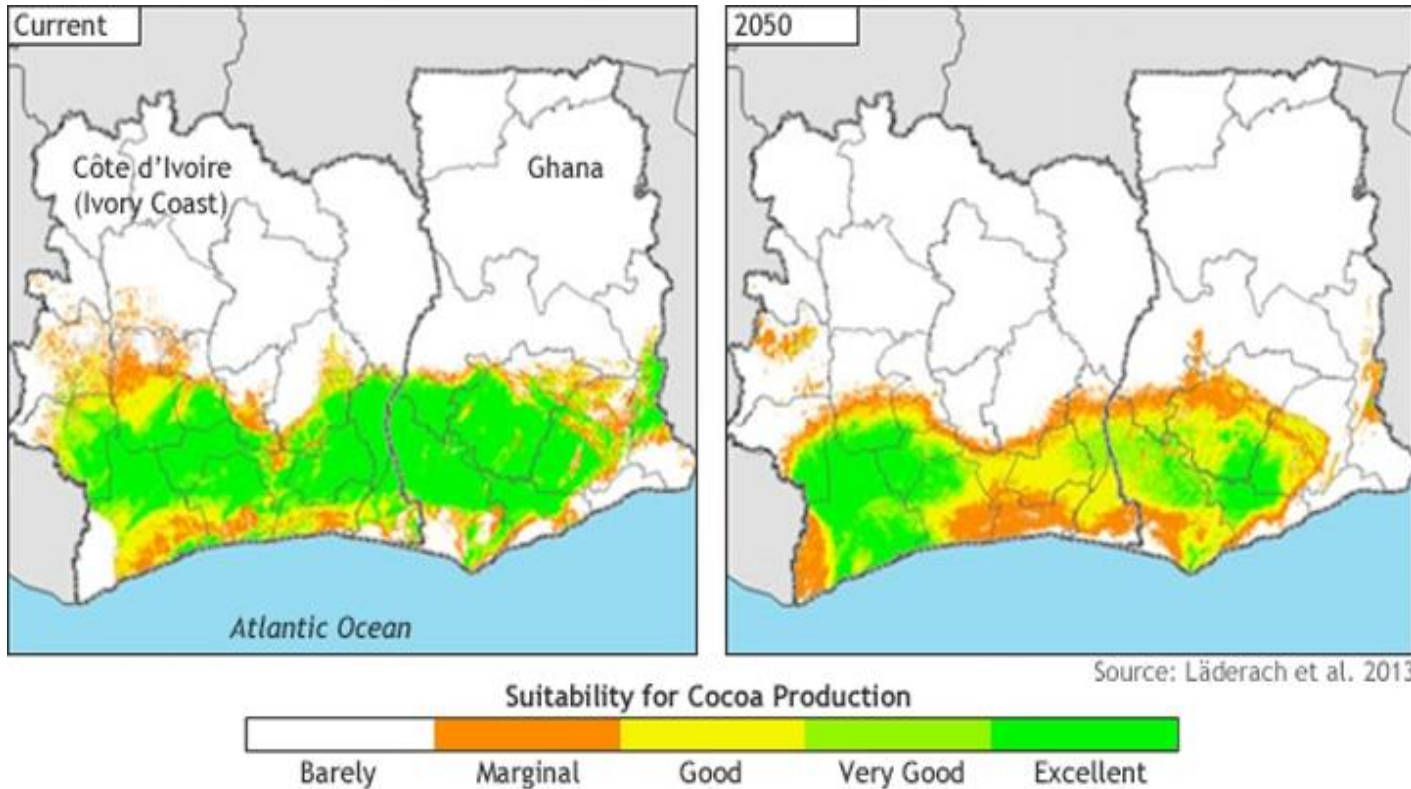 Current
2050
Côte d'Ivoire
(Ivory Coast)
Ghana
Atlantic Ocean
Source: Läderach et al. 2013
Suitability for Cocoa Production
Barely
Marginal
Good
Very Good
Excellent